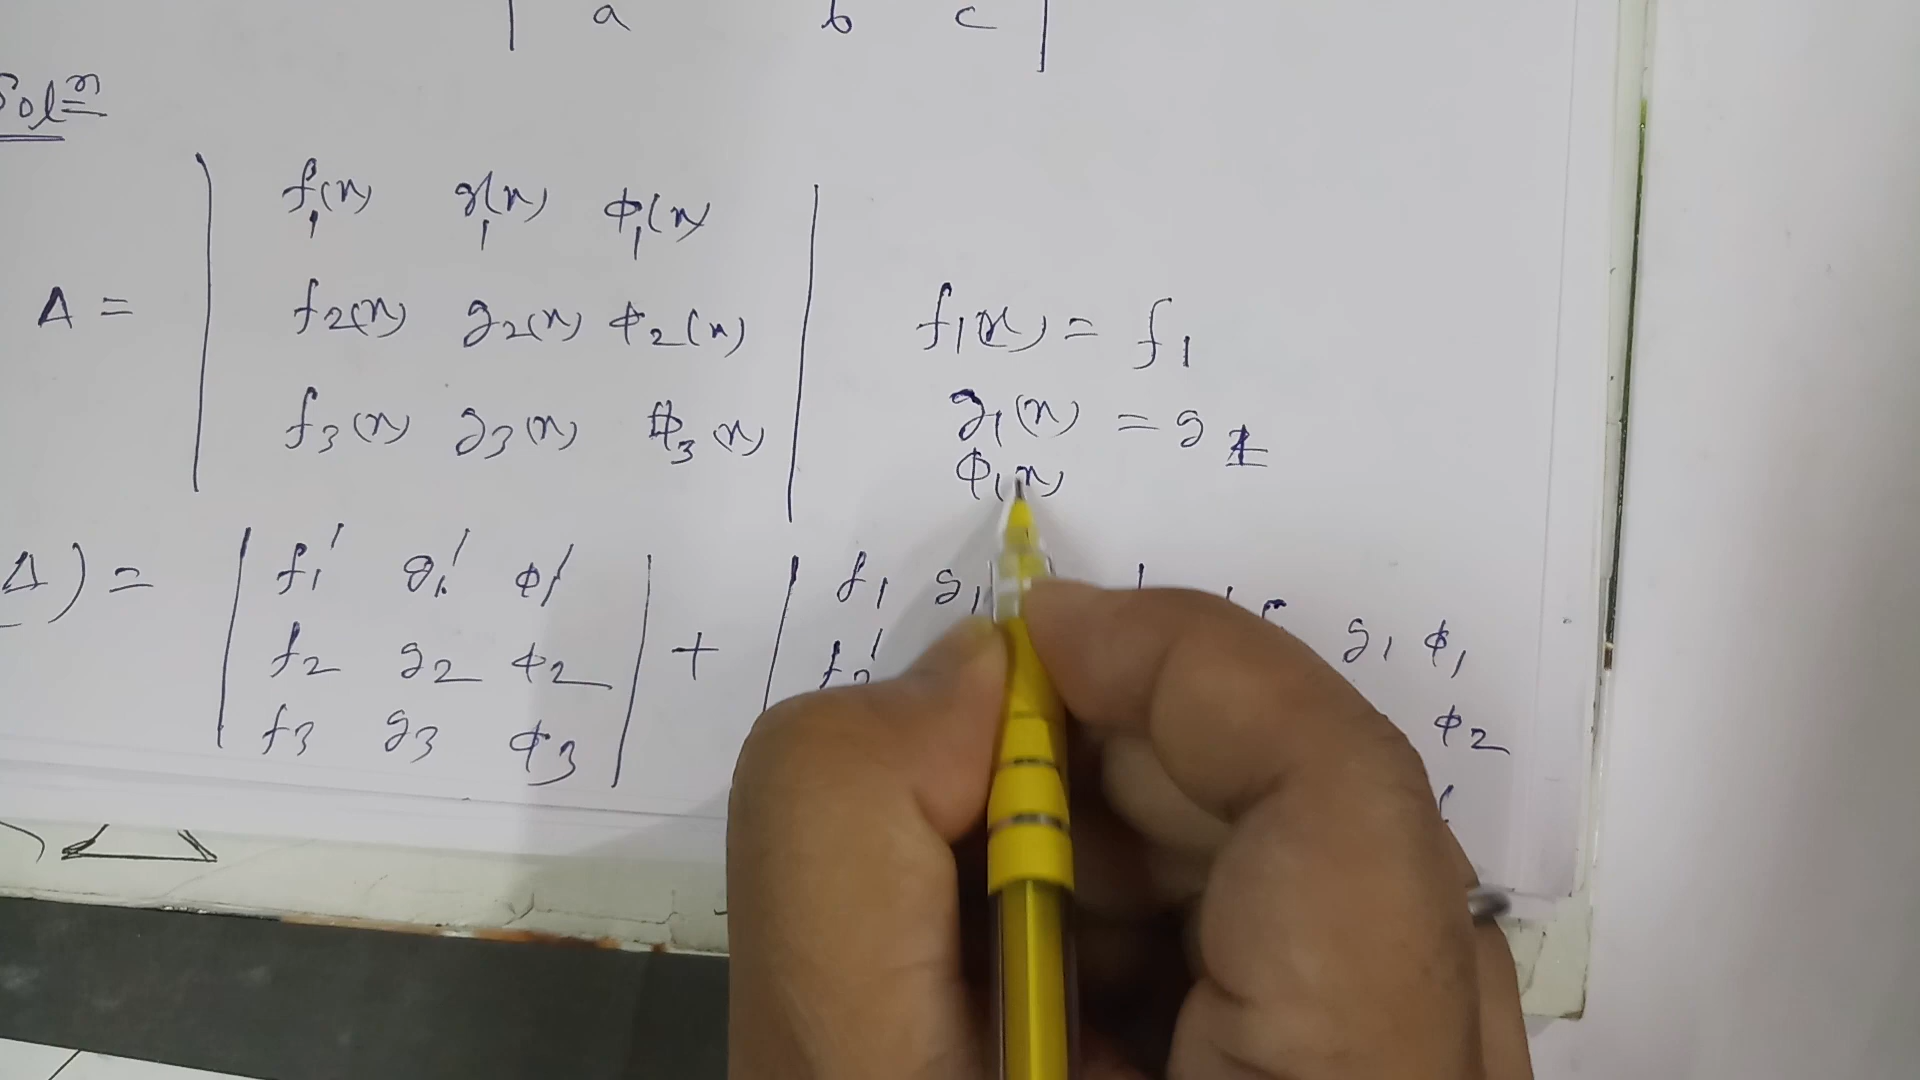 | a b c |
Solⁿ
| f₁(x) g₁(x) ϕ₁(x) |
Δ = | f₂(x) g₂(x) ϕ₂(x) | f₁(x) = f₁
| f₃(x) g₃(x) ϕ₃(x) | g₁(x) = g₁
ϕ₁(x)
Δ) = | f₁′ g₁′ ϕ₁′ | + | f₁ g₁ g₁ ϕ₁
| f₂ g₂ ϕ₂ | f₂′ ϕ₂
| f₃ g₃ ϕ₃ |